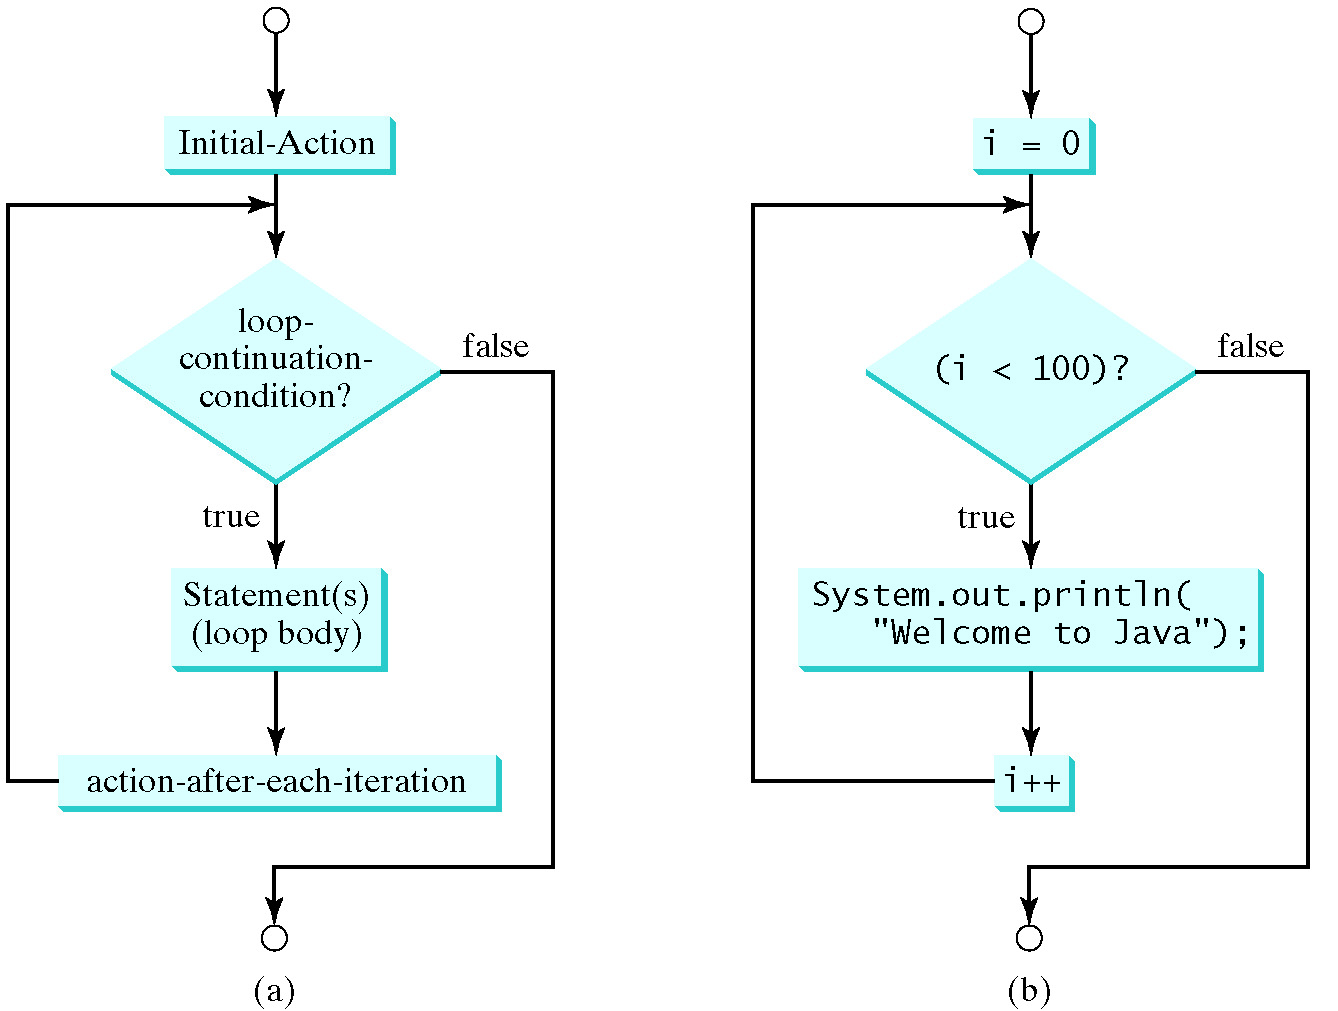 Initial-Action
loop-
continuation-
condition?
false
true
Statement(s)
(loop body)
action-after-each-iteration
(a)
i = 0
(i < 100)?
false
true
System.out.println(
"Welcome to Java");
i++
(b)